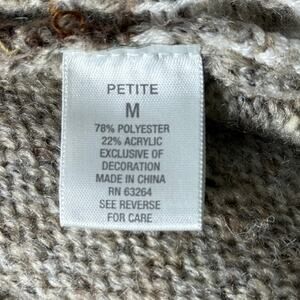 PETITE
M
78% POLYESTER
22% ACRYLIC
EXCLUSIVE OF
DECORATION
MADE IN CHINA
RN 63264
SEE REVERSE
FOR CARE